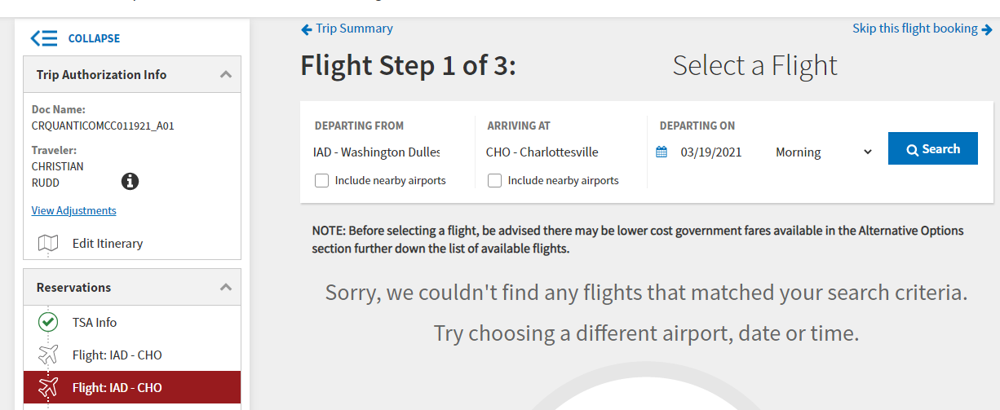 COLLAPSE
Trip Authorization Info
Doc Name:
CRQUANTICOMCC011921_A01
Traveler:
CHRISTIAN
RUDD
View Adjustments
Edit Itinerary
Reservations
TSA Info
Flight: IAD - CHO
Flight: IAD - CHO
Trip Summary
Skip this flight booking
Flight Step 1 of 3:
Select a Flight
DEPARTING FROM
IAD - Washington Dulles
Include nearby airports
ARRIVING AT
CHO - Charlottesville
Include nearby airports
DEPARTING ON
03/19/2021
Morning
Search
NOTE: Before selecting a flight, be advised there may be lower cost government fares available in the Alternative Options
section further down the list of available flights.
Sorry, we couldn't find any flights that matched your search criteria.
Try choosing a different airport, date or time.